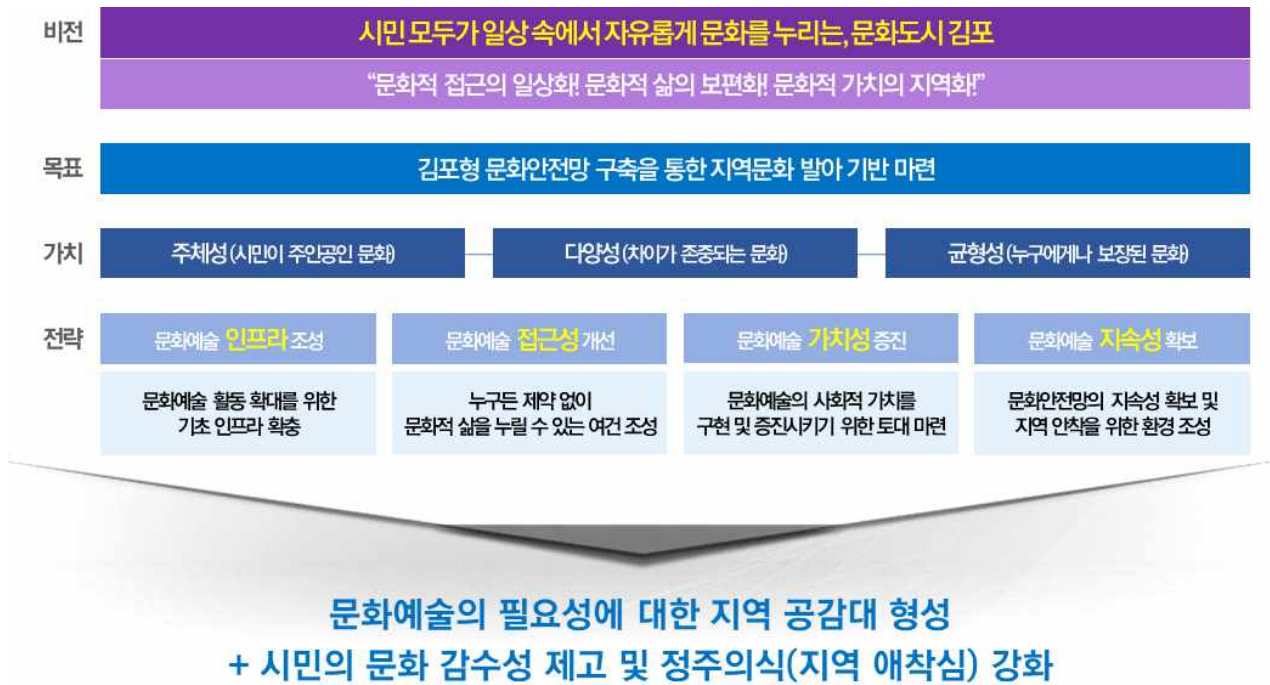 비전
시민 모두가 일상 속에서 자유롭게 문화를 누리는, 문화도시 김포
“문화적 접근의 일상화! 문화적 삶의 보편화! 문화적 가치의 지역화!”
목표
김포형 문화안전망 구축을 통한 지역문화 발아 기반 마련
가치
주체성 (시민이 주인공인 문화)
다양성 (차이가 존중되는 문화)
균형성 (누구에게나 보장된 문화)
전략
문화예술 인프라 조성
문화예술 접근성 개선
문화예술 가치성 증진
문화예술 지속성 확보
문화예술 활동 확대를 위한
기초 인프라 확충
누구든 제약 없이
문화적 삶을 누릴 수 있는 여건 조성
문화예술의 사회적 가치를
구현 및 증진시키기 위한 토대 마련
문화안전망의 지속성 확보 및
지역 안착을 위한 환경 조성
문화예술의 필요성에 대한 지역 공감대 형성
+ 시민의 문화 감수성 제고 및 정주의식(지역 애착심) 강화